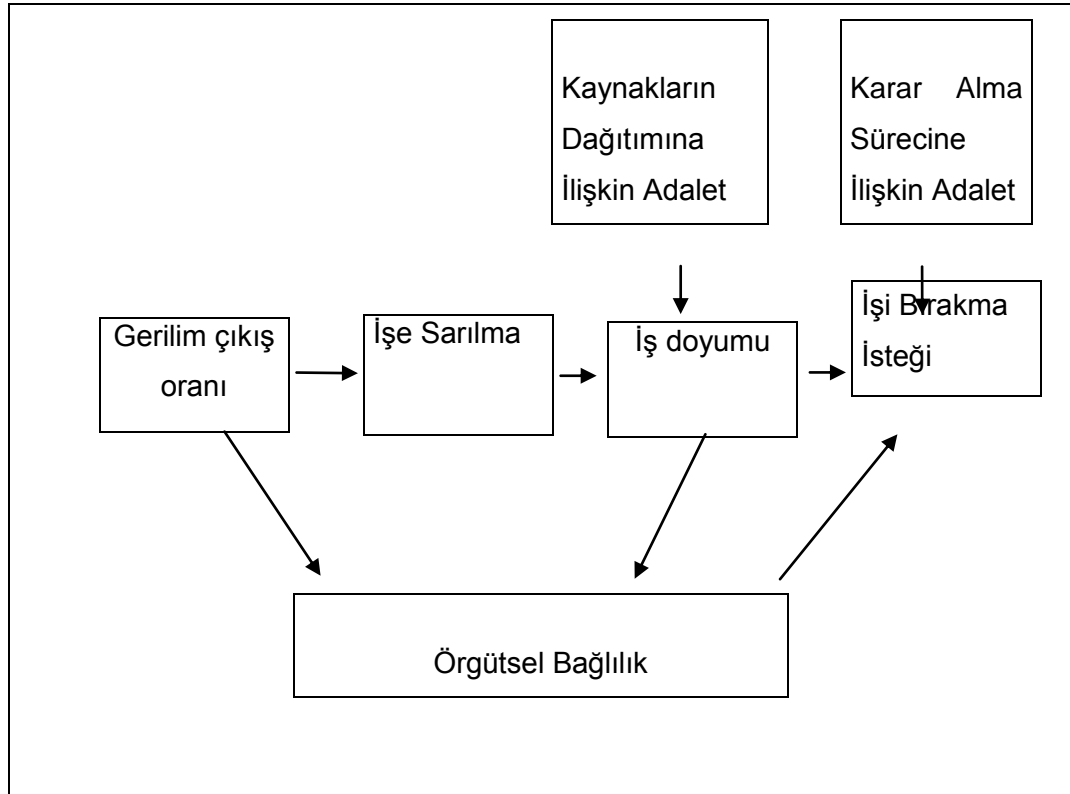 Kaynakların
Dağıtımına
İlişkin Adalet
Karar Alma
Sürecine
İlişkin Adalet
Gerilim çıkış
oranı
İşe Sarılma
İş doyumu
İşi Bırakma
İsteği
Örgütsel Bağlılık